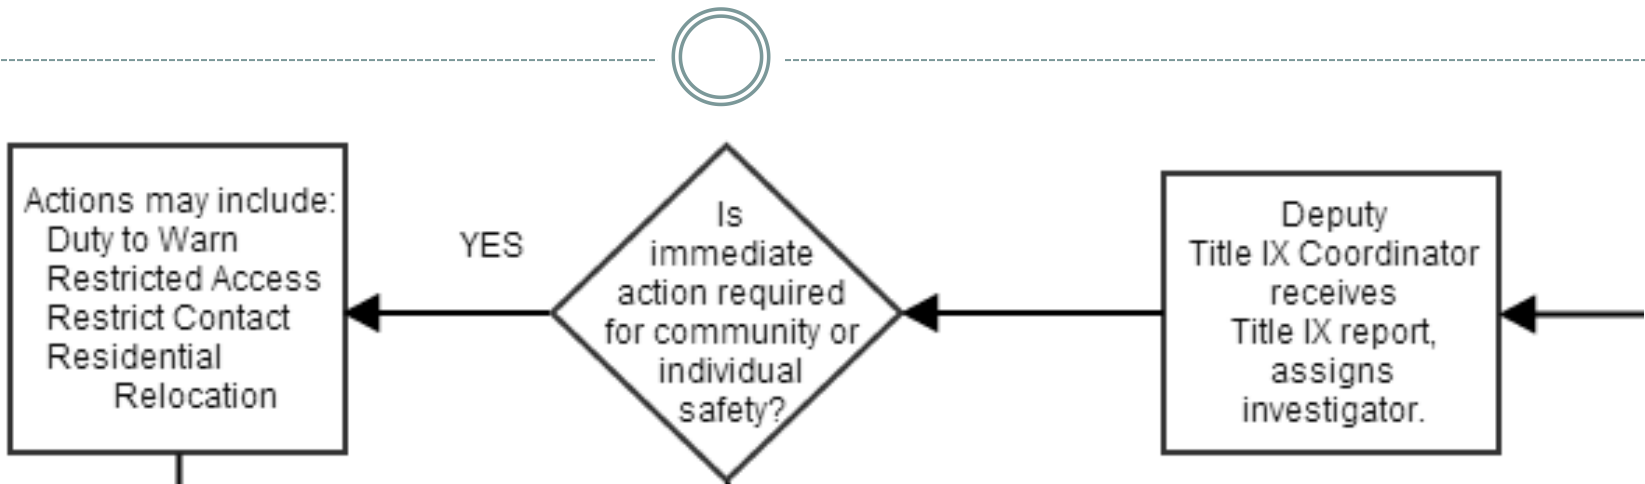 Actions may include:
Duty to Warn
Restricted Access
Restrict Contact
Residential
Relocation
YES
Is
immediate
action required
for community or
individual
safety?
Deputy
Title IX Coordinator
receives
Title IX report,
assigns
investigator.